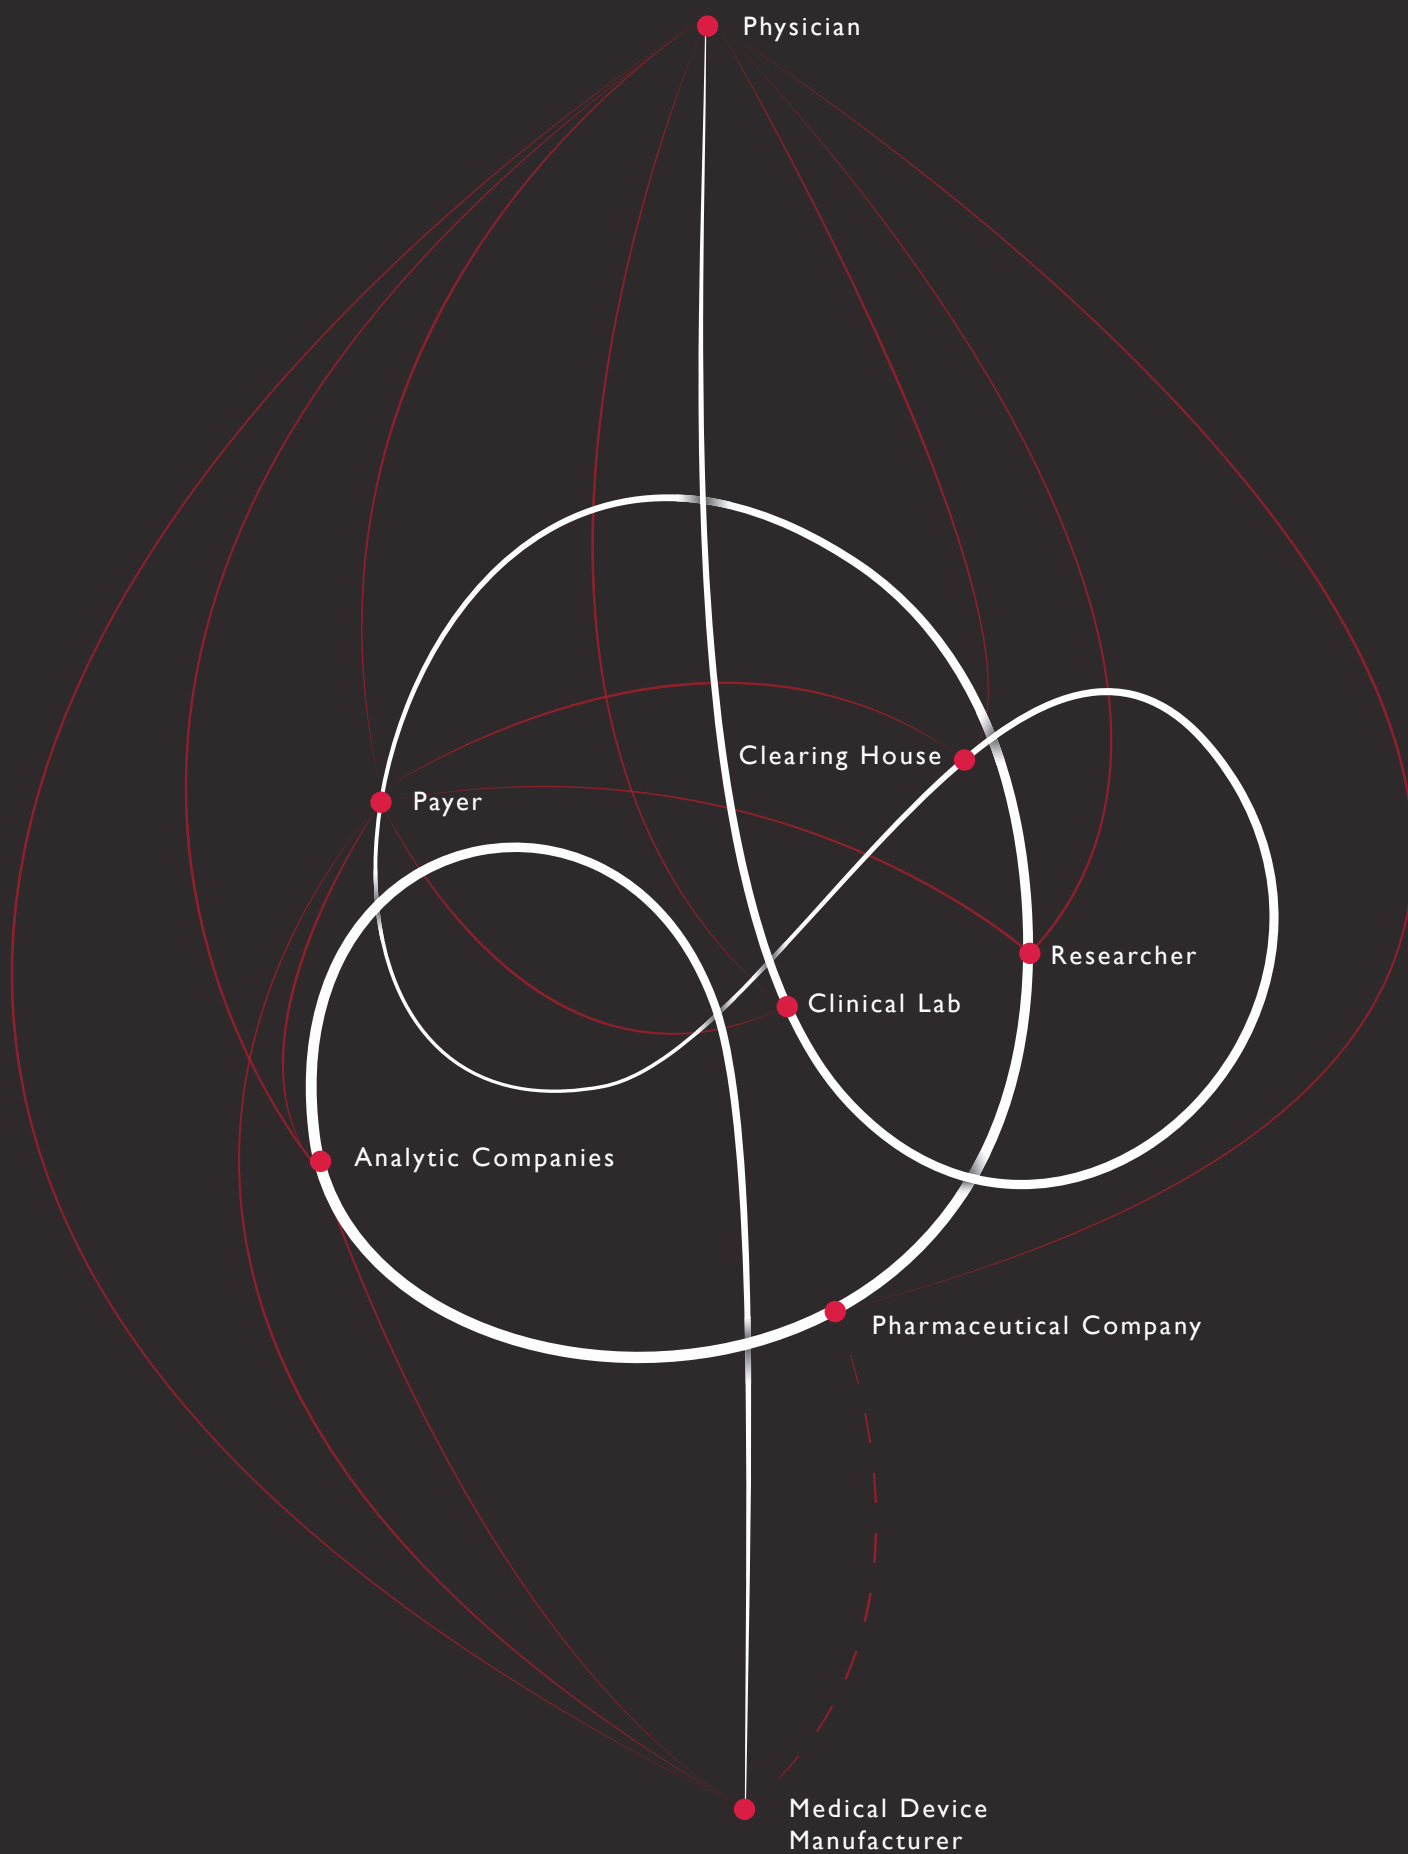 Physician
Clearing House
Payer
Researcher
Clinical Lab
Analytic Companies
Pharmaceutical Company
Medical Device
Manufacturer